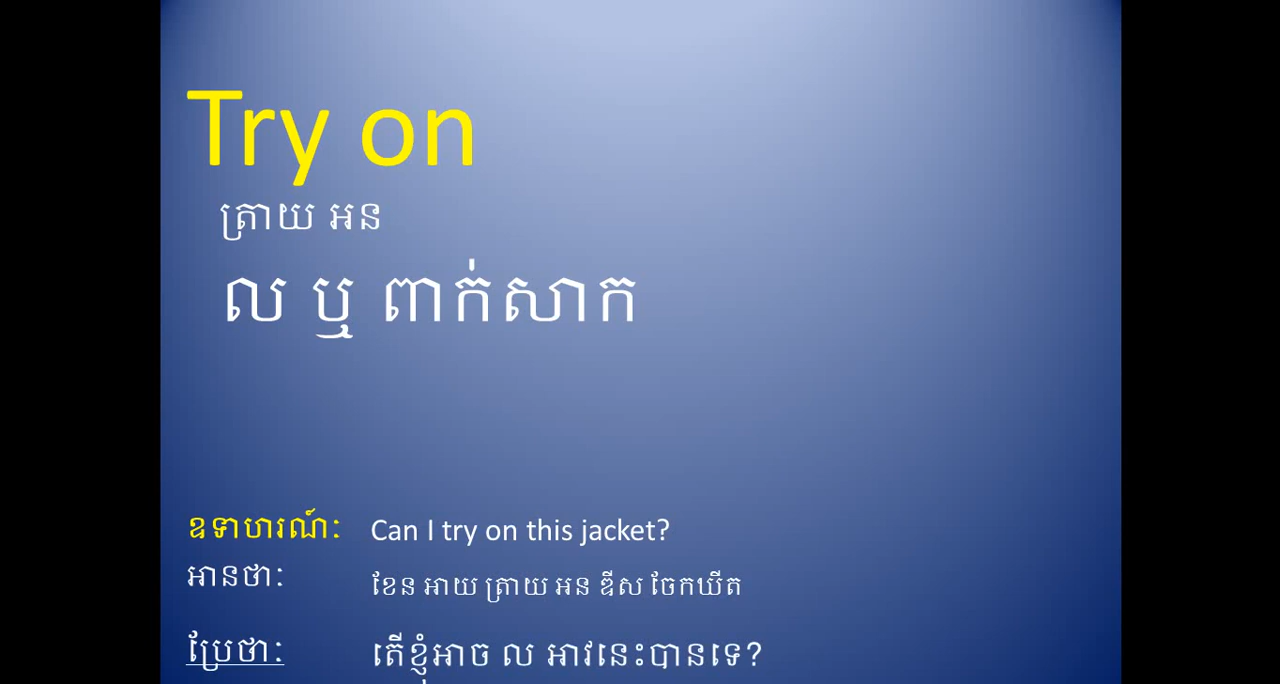 Try on
ត្រាយ អន
ល ឬ ពាក់សាក
ឧទាហរណ៍ៈ Can I try on this jacket?
អានថាៈ ខែន អាយ ត្រាយ អន ឌីស ចែកឃីត
ប្រែថាៈ តើខ្ញុំអាច ល អាវនេះបានទេ?